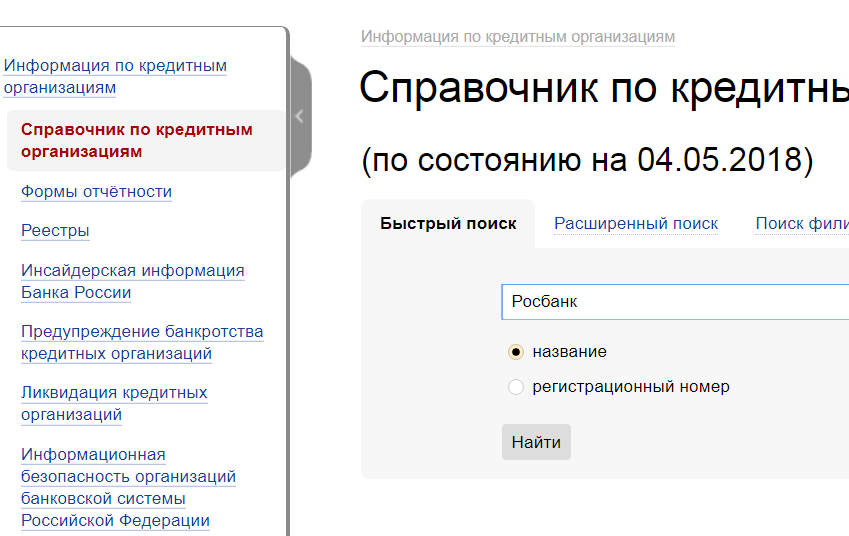 Информация по кредитным
организациям
Справочник по кредитным
организациям
Формы отчётности
Реестры
Инсайдерская информация
Банка России
Предупреждение банкротства
кредитных организаций
Ликвидация кредитных
организаций
Информационная
безопасность организаций
банковской системы
Российской Федерации
Информация по кредитным организациям
Справочник по кредитны
(по состоянию на 04.05.2018)
Быстрый поиск Расширенный поиск Поиск фили
Росбанк
название
регистрационный номер
Найти